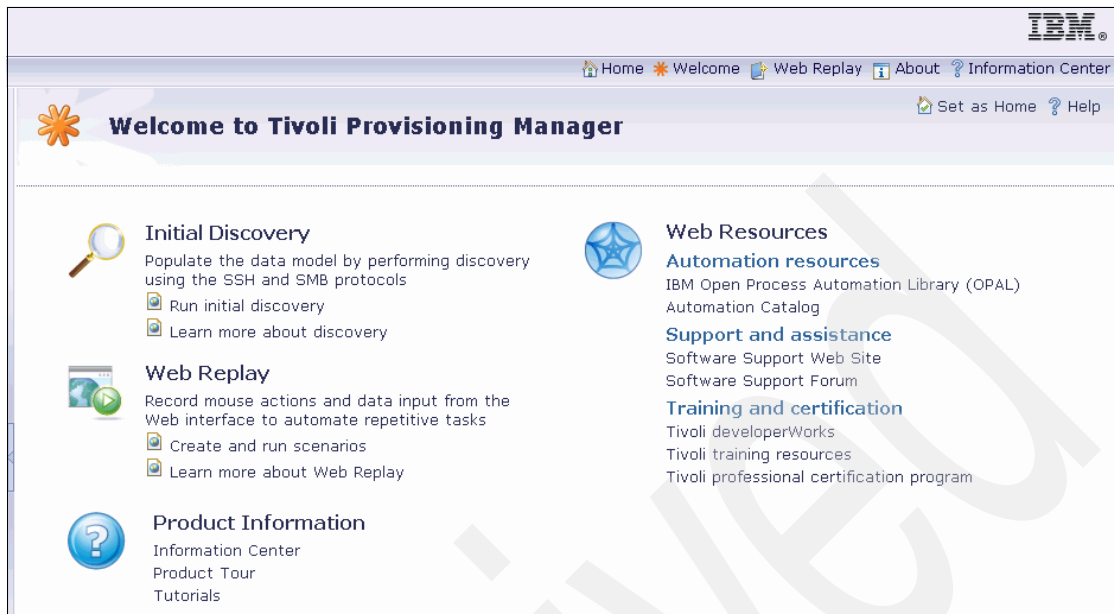 IBM®
Home Welcome Web Replay About Information Center
Set as Home Help
Welcome to Tivoli Provisioning Manager
Initial Discovery
Populate the data model by performing discovery
using the SSH and SMB protocols
Run initial discovery
Learn more about discovery
Web Replay
Record mouse actions and data input from the
Web interface to automate repetitive tasks
Create and run scenarios
Learn more about Web Replay
Product Information
Information Center
Product Tour
Tutorials
Web Resources
Automation resources
IBM Open Process Automation Library (OPAL)
Automation Catalog
Support and assistance
Software Support Web Site
Software Support Forum
Training and certification
Tivoli developerWorks
Tivoli training resources
Tivoli professional certification program